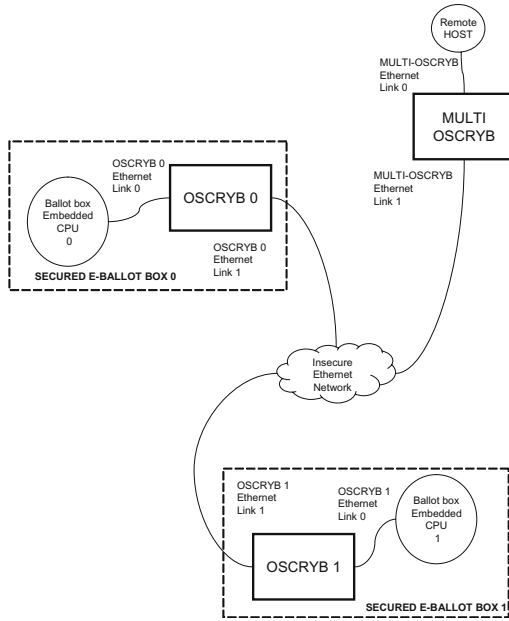 Remote
HOST
MULTI-OSCRYB
Ethernet
Link 0
MULTI
OSCRYB
MULTI-OSCRYB
Ethernet
Link 1
OSCRYB 0
Ethernet
Link 0
OSCRYB 0
Ballot box
Embedded
CPU
0
OSCRYB 0
Ethernet
Link 1
SECURED E-BALLOT BOX 0
Insecure
Ethernet
Network
OSCRYB 1
Ethernet
Link 1
OSCRYB 1
Ethernet
Link 0
Ballot box
Embedded
CPU
1
OSCRYB 1
SECURED E-BALLOT BOX 1